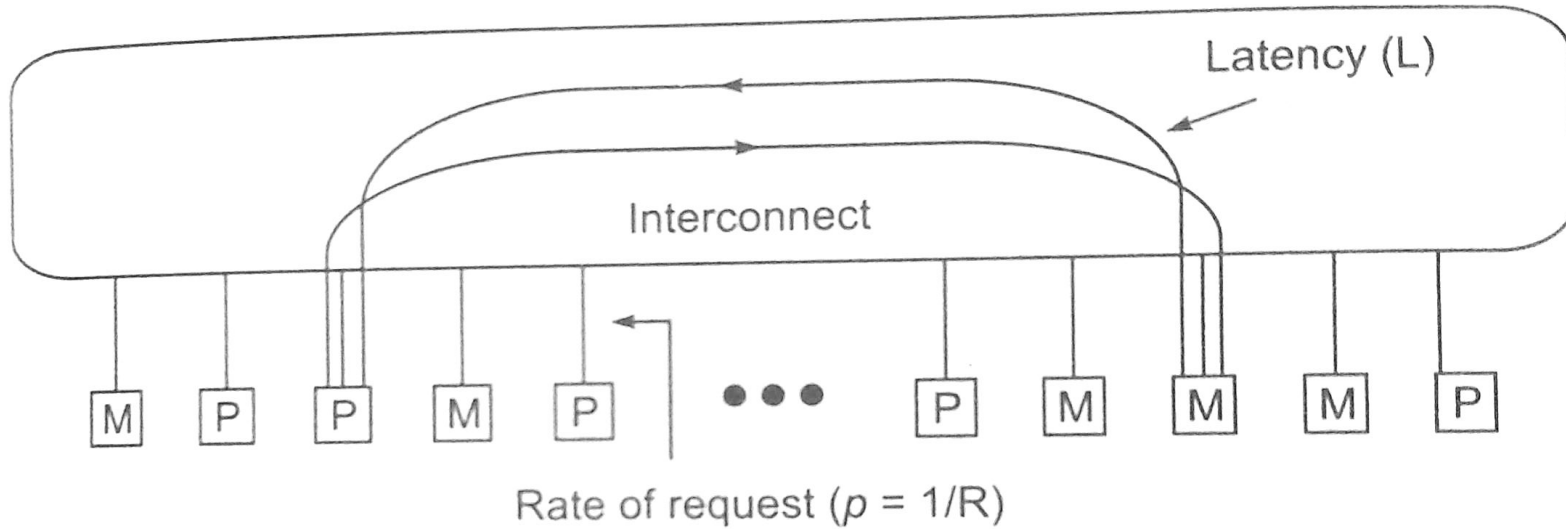 Latency (L)
Interconnect
M P P M P P M M M P
Rate of request (p = 1/R)